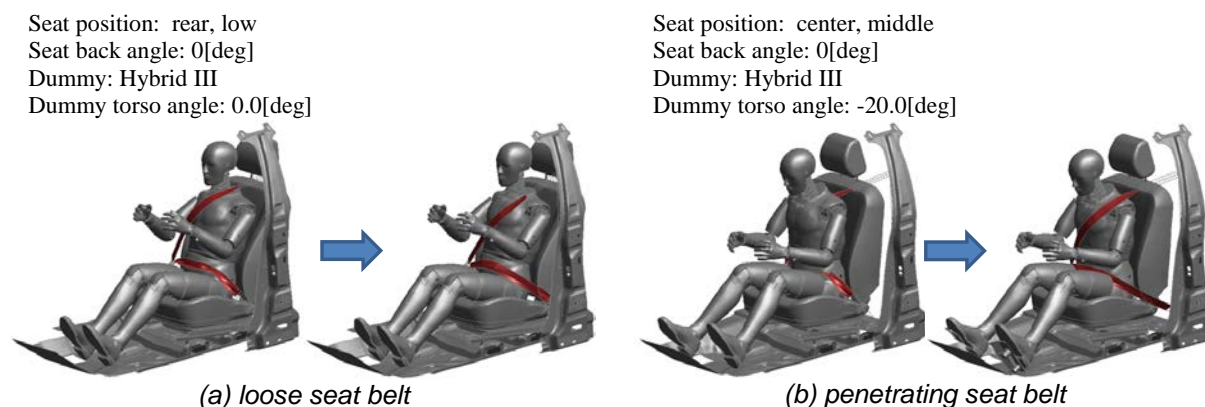 Seat position:  rear, low
Seat back angle: 0[deg]
Dummy: Hybrid III
Dummy torso angle: 0.0[deg]
(a) loose seat belt
Seat position:  center, middle
Seat back angle: 0[deg]
Dummy: Hybrid III
Dummy torso angle: -20.0[deg]
(b) penetrating seat belt